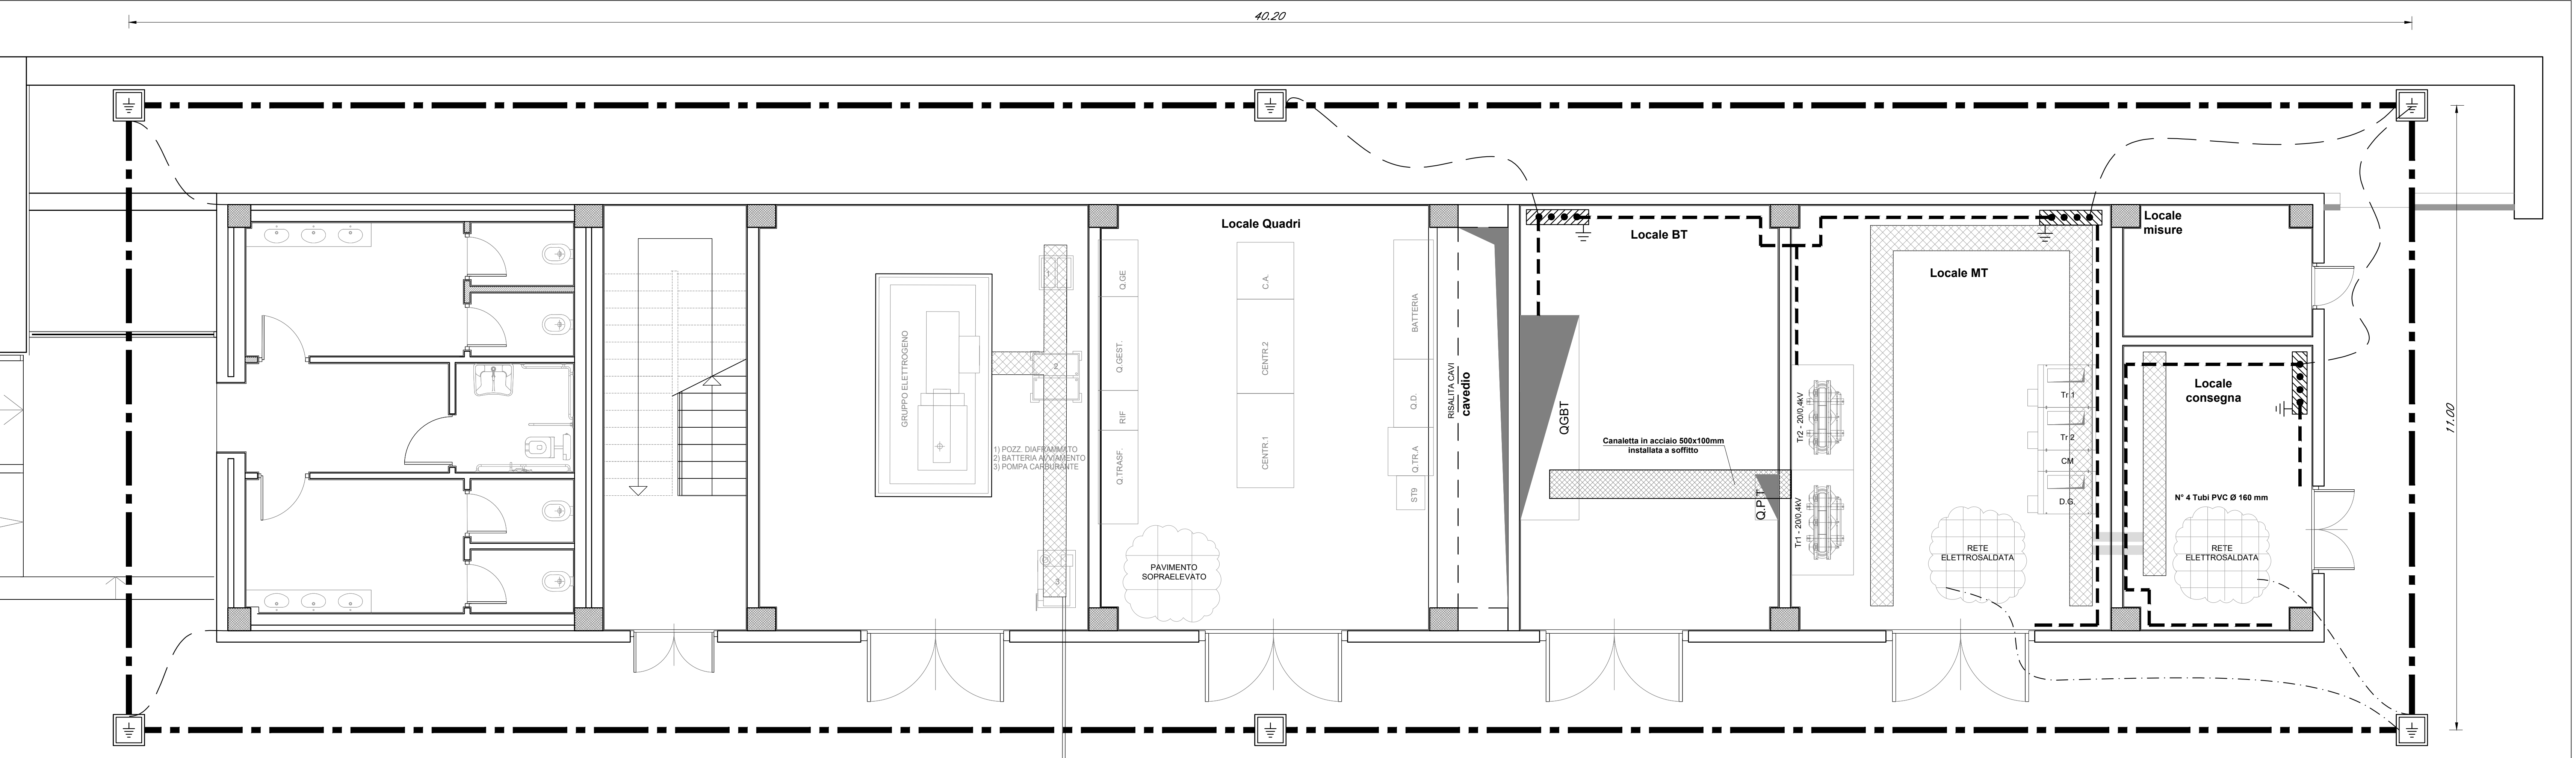 40.20
11.00
Locale Quadri
Locale BT
Locale MT
Locale
misure
Locale
consegna
GRUPPO ELETTROGENO
1
2
3
1) POZZ. DIAFRAMMATO
2) BATTERIA AVVIAMENTO
3) POMPA CARBURANTE
Q.GE
Q.GEST.
RIF
Q.TRASF.
C.A.
CENTR.2
CENTR.1
BATTERIA
Q.D.
Q.TR.A
ST9
PAVIMENTO
SOPRAELEVATO
RISALITA CAVI
cavedio
QGBT
Canaletta in acciaio 500x100mm
installata a soffitto
Q.P.T
Tr2 - 20/0,4kV
Tr1 - 20/0,4kV
Tr 1
Tr 2
CM
D.G.
RETE
ELETTROSALDATA
N° 4 Tubi PVC Ø 160 mm
RETE
ELETTROSALDATA